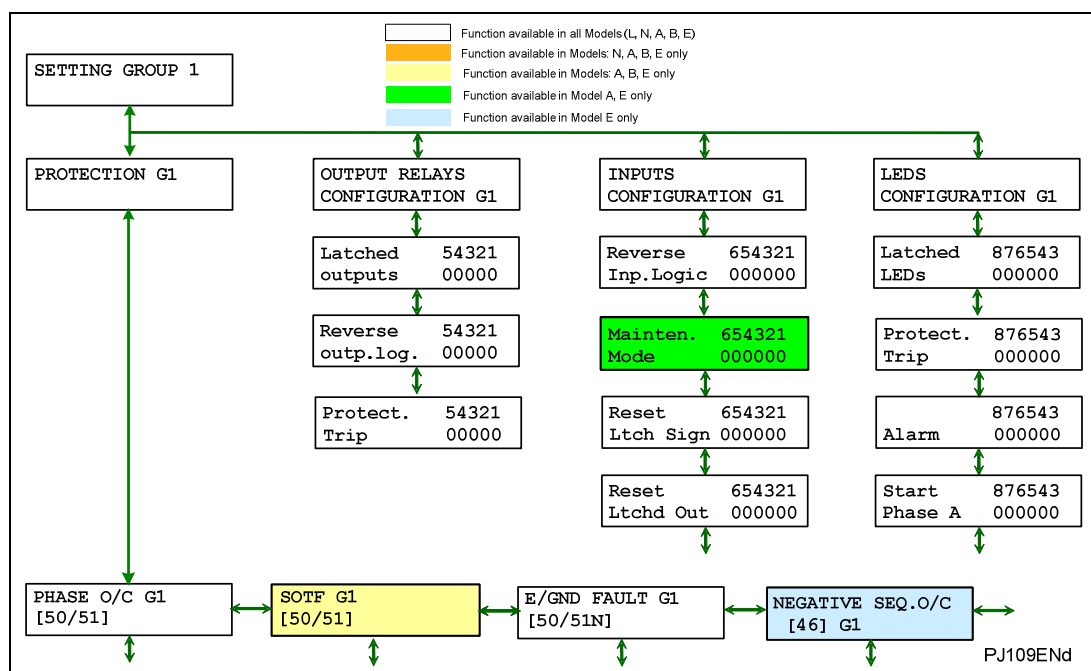 Function available in all Models (L, N, A, B, E)
Function available in Models: N, A, B, E only
Function available in Models: A, B, E only
Function available in Model A, E only
Function available in Model E only
SETTING GROUP 1
PROTECTION G1
OUTPUT RELAYS
CONFIGURATION G1
INPUTS
CONFIGURATION G1
LEDS
CONFIGURATION G1
Latched 54321
outputs 00000
Reverse 654321
Inp.Logic 000000
Latched 876543
LEDs 000000
Reverse 54321
outp.log. 00000
Mainten. 654321
Mode 000000
Protect. 876543
Trip 000000
Protect. 54321
Trip 00000
Reset 654321
Ltch Sign 000000
876543
Alarm 000000
Reset 654321
Ltchd Out 000000
Start 876543
Phase A 000000
PHASE O/C G1
[50/51]
SOTF G1
[50/51]
E/GND FAULT G1
[50/51N]
NEGATIVE SEQ.O/C
[46] G1
PJ109ENd